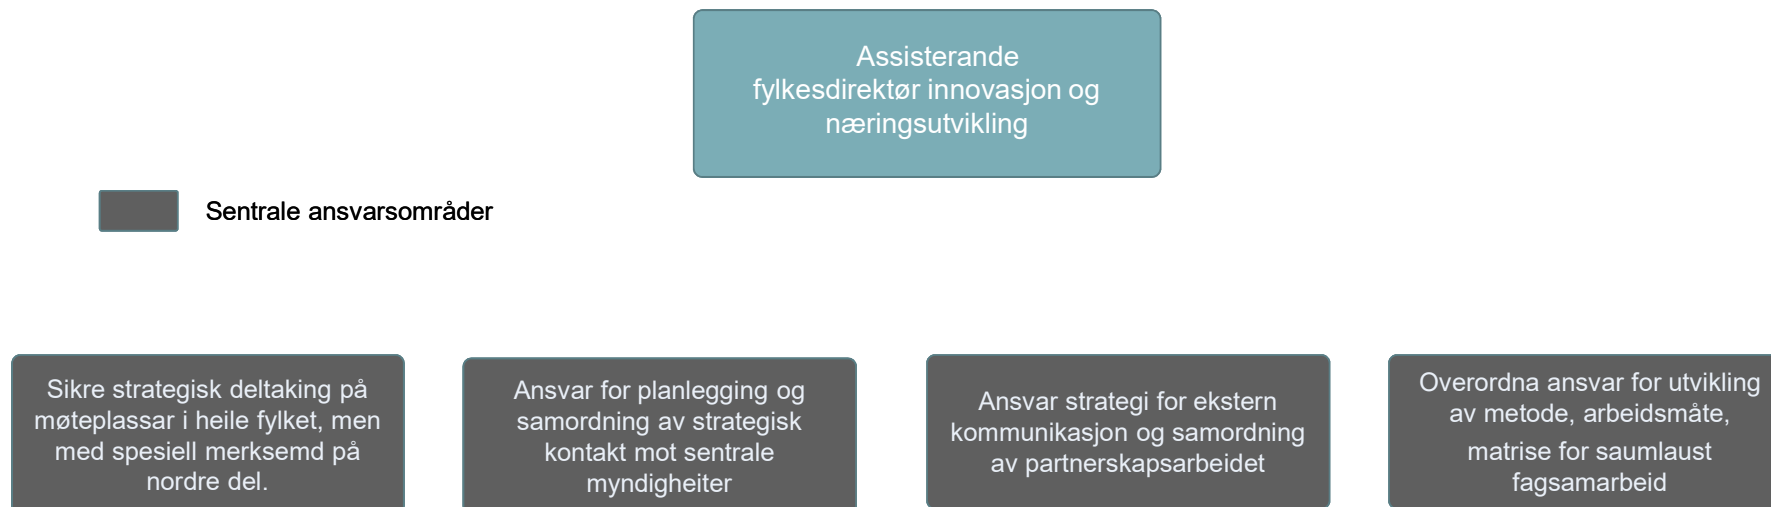 Assisterande
fylkesdirektør innovasjon og
næringsutvikling
Sentrale ansvarsområder
Sikre strategisk deltaking på
møteplassar i heile fylket, men
med spesiell merksemd på
nordre del.
Ansvar for planlegging og
samordning av strategisk
kontakt mot sentrale
myndigheiter
Ansvar strategi for ekstern
kommunikasjon og samordning
av partnerskapsarbeidet
Overordna ansvar for utvikling
av metode, arbeidsmåte,
matrise for saumlaust
fagsamarbeid